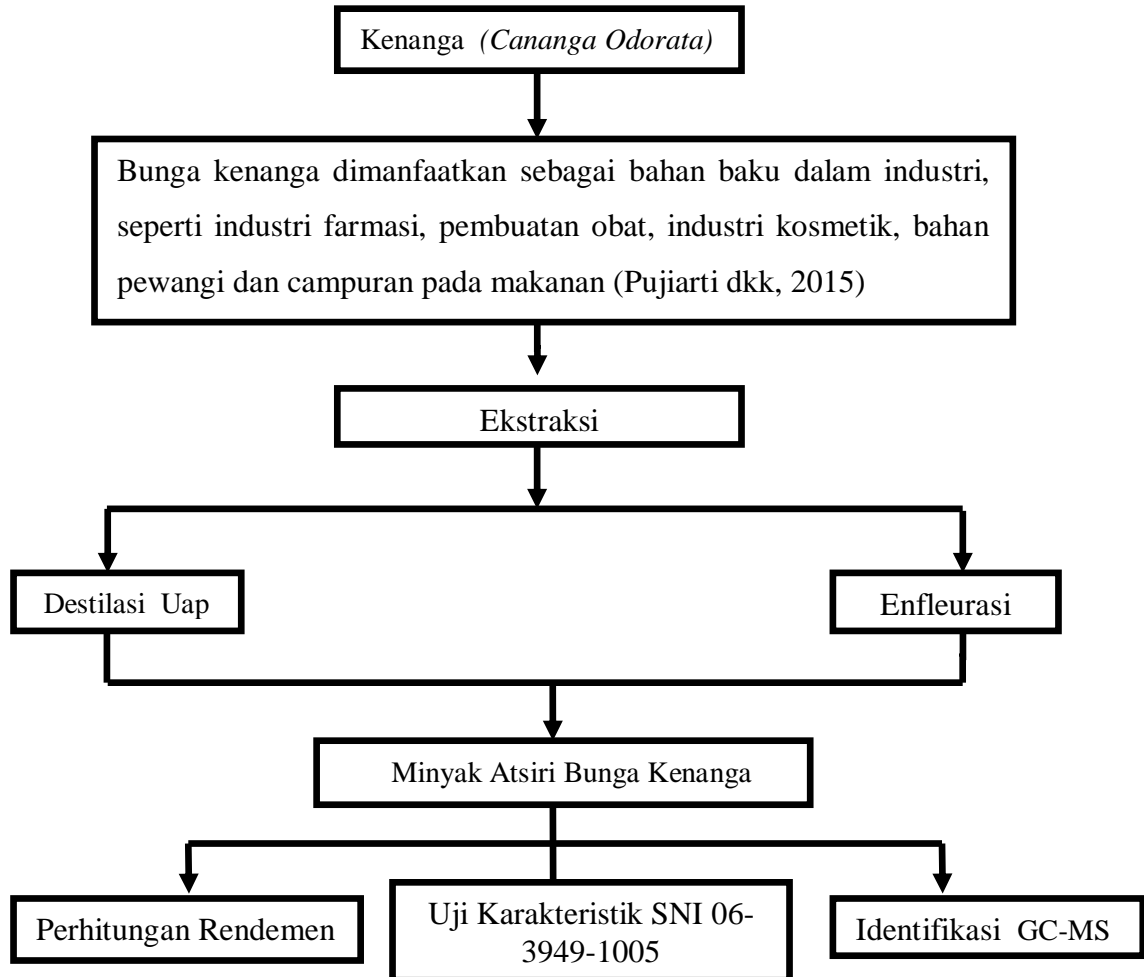 Kenanga (Cananga Odorata)
Bunga kenanga dimanfaatkan sebagai bahan baku dalam industri,
seperti industri farmasi, pembuatan obat, industri kosmetik, bahan
pewangi dan campuran pada makanan (Pujiarti dkk, 2015)
Ekstraksi
Destilasi Uap
Enfleurasi
Minyak Atsiri Bunga Kenanga
Perhitungan Rendemen
Uji Karakteristik SNI 06-
3949-1005
Identifikasi GC-MS